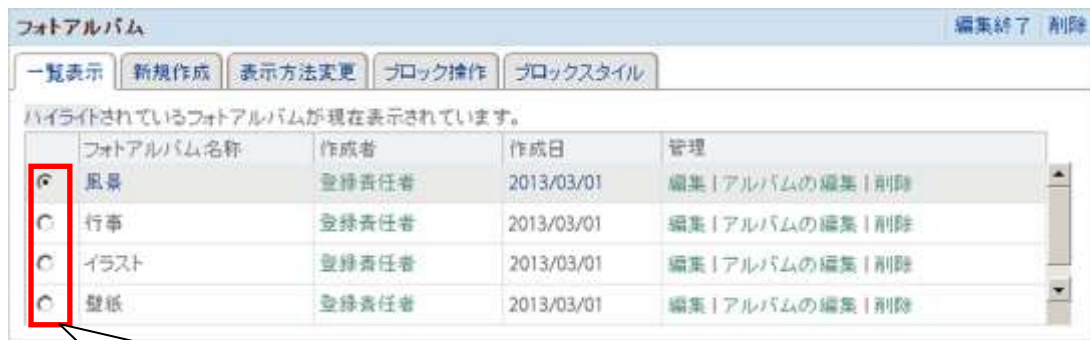 フォトアルバム 編集終了 削除
一覧表示 新規作成 表示方法変更 ブロック操作 ブロックスタイル
ハイライトされているフォトアルバムが現在表示されています。
フォトアルバム名称 作成者 作成日 管理
風景 登録責任者 2013/03/01 編集 | アルバムの編集 | 削除
行事 登録責任者 2013/03/01 編集 | アルバムの編集 | 削除
イラスト 登録責任者 2013/03/01 編集 | アルバムの編集 | 削除
壁紙 登録責任者 2013/03/01 編集 | アルバムの編集 | 削除